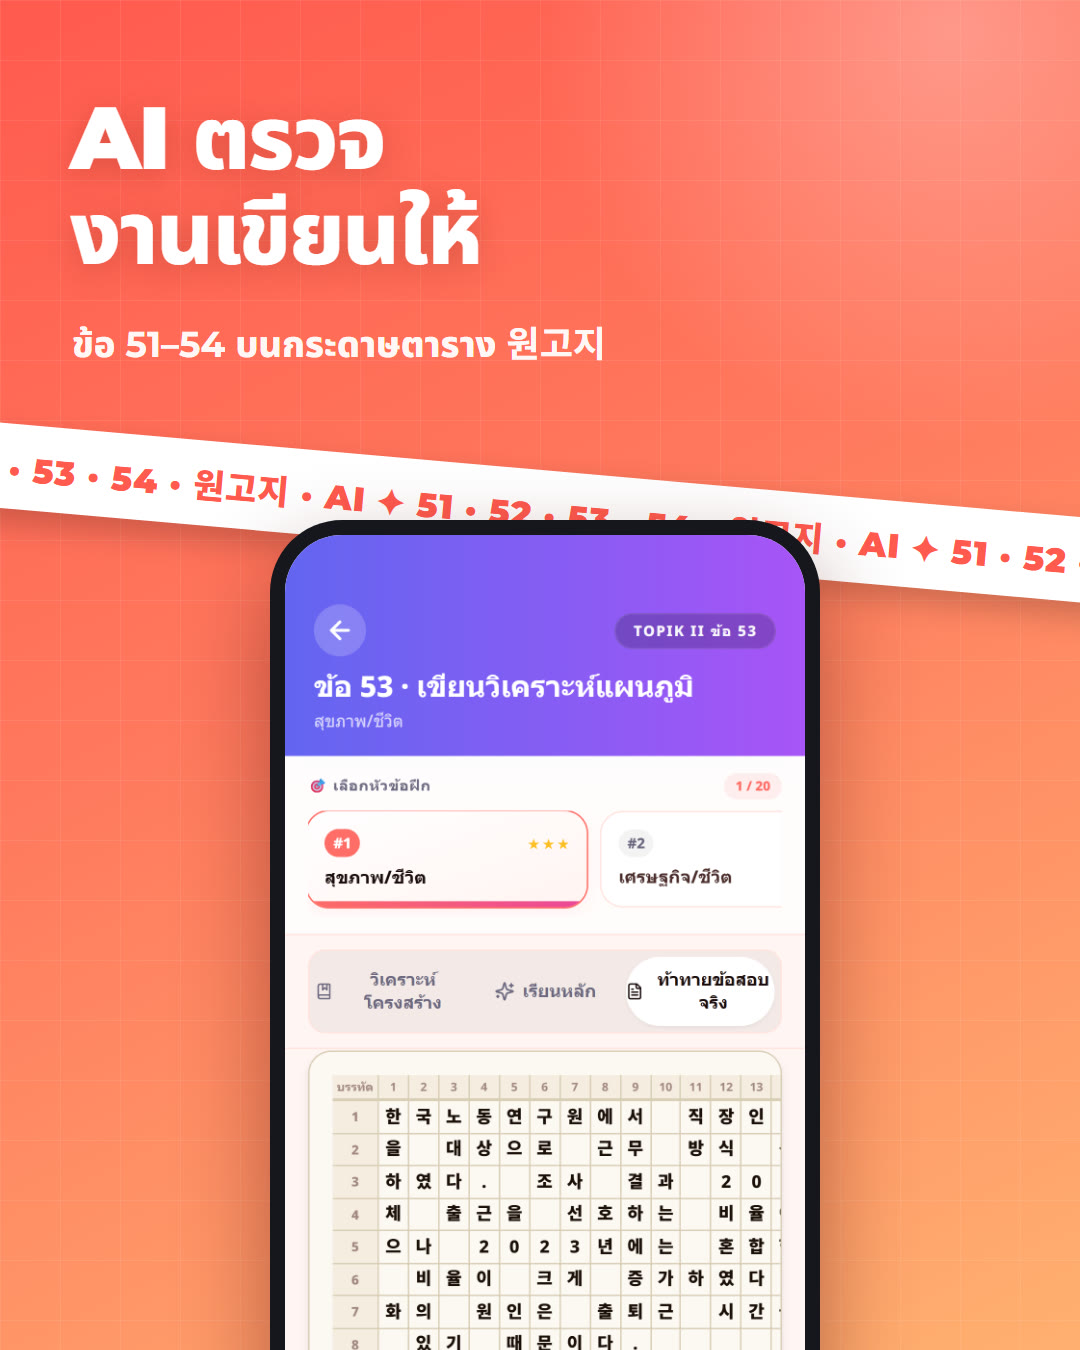 AI ตรวจ
งานเขียนให้
ข้อ 51–54 บนกระดาษตาราง 원고지
• 53 • 54 • 원고지 • AI ✦ 51 • 52 • 53 • 54 • 원고지 • AI ✦ 51 • 52 •
TOPIK II ข้อ 53
ข้อ 53 · เขียนวิเคราะห์แผนภูมิ
สุขภาพ/ชีวิต
เลือกหัวข้อฝึก
1 / 20
#1 ★★★
สุขภาพ/ชีวิต
#2
เศรษฐกิจ/ชีวิต
วิเคราะห์
โครงสร้าง
เรียนหลัก
ท้าทายข้อสอบ
จริง
บรรทัด 1 2 3 4 5 6 7 8 9 10 11 12 13
1 한 국 노 동 연 구 원 에 서 직 장 인
2 을 대 상 으 로 근 무 방 식
3 하 였 다 . 조 사 결 과 2 0
4 체 출 근 을 선 호 하 는 비 율
5 으 나 2 0 2 3 년 에 는 혼 합
6 비 율 이 크 게 증 가 하 였 다
7 화 의 원 인 은 출 퇴 근 시 간
8 있 기 때 문 이 다 .